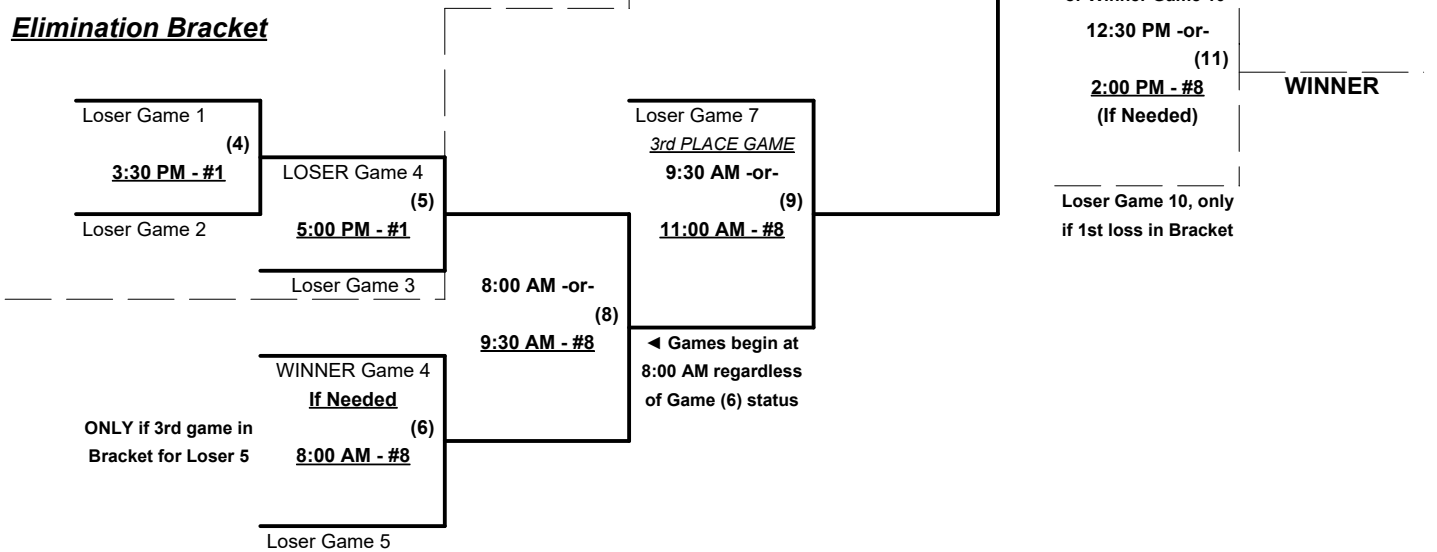 Elimination Bracket
12:30 PM -or-
(11)
2:00 PM - #8
(If Needed)
WINNER
Loser Game 10, only
if 1st loss in Bracket
Loser Game 1
(4)
3:30 PM - #1
Loser Game 2
LOSER Game 4
(5)
5:00 PM - #1
Loser Game 3
8:00 AM -or-
(8)
9:30 AM - #8
Loser Game 7
3rd PLACE GAME
9:30 AM -or-
(9)
11:00 AM - #8
◄ Games begin at
8:00 AM regardless
of Game (6) status
WINNER Game 4
If Needed
(6)
8:00 AM - #8
ONLY if 3rd game in
Bracket for Loser 5
Loser Game 5